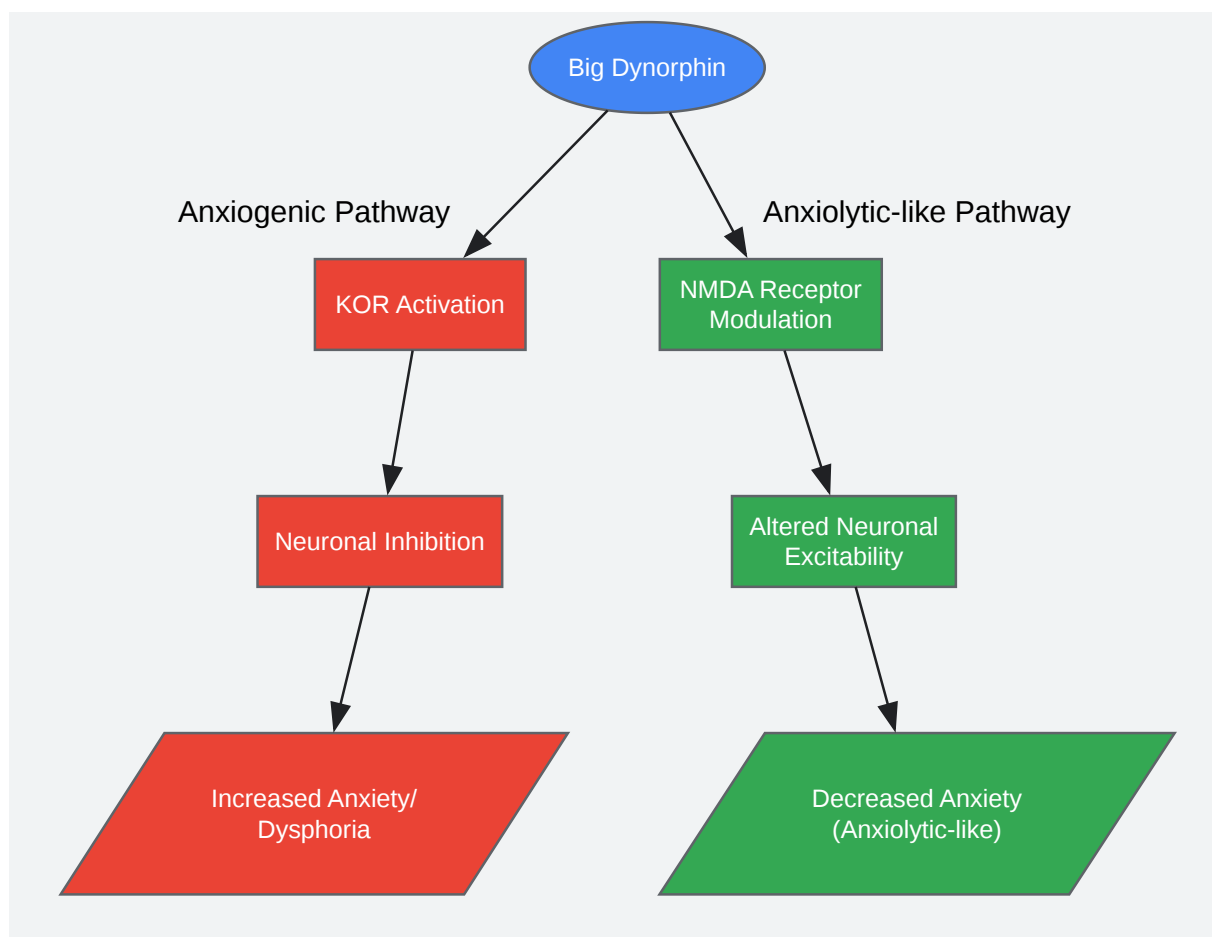 Big Dynorphin
Anxiogenic Pathway
Anxiolytic-like Pathway
KOR Activation
NMDA Receptor
Modulation
Neuronal Inhibition
Altered Neuronal
Excitability
Increased Anxiety/
Dysphoria
Decreased Anxiety
(Anxiolytic-like)